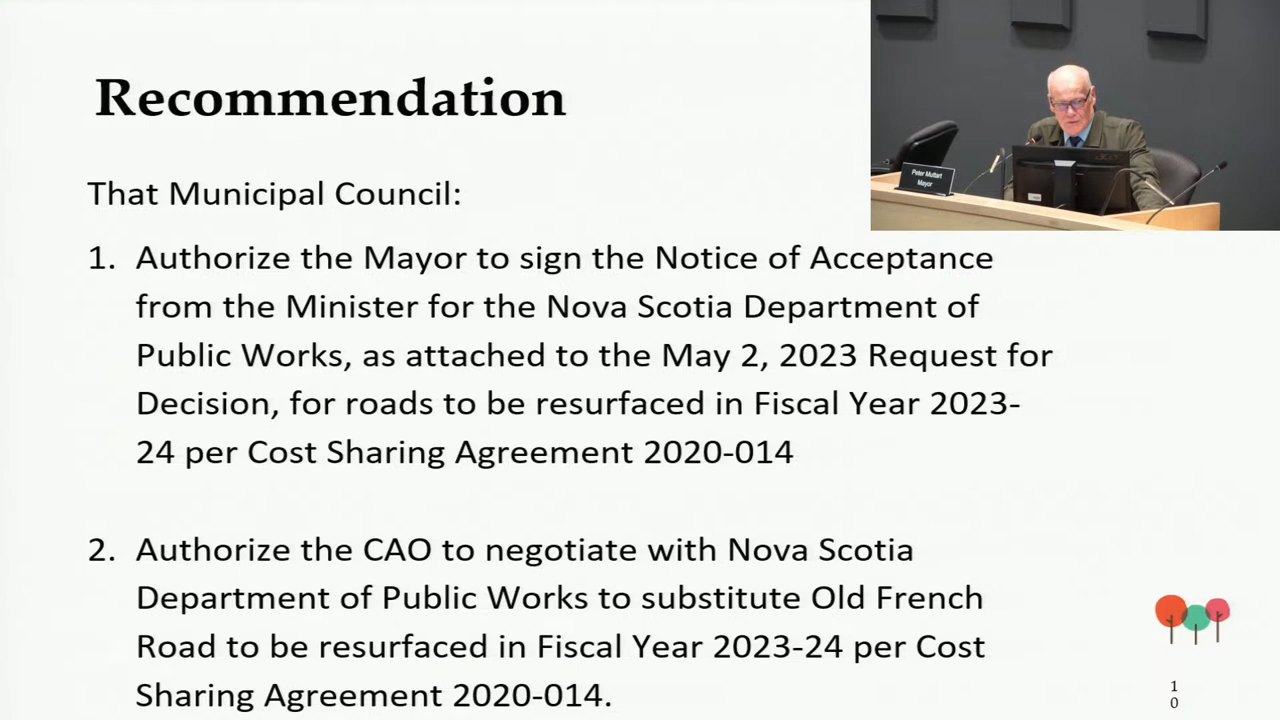 Recommendation
Peter Muttart
Mayor
That Municipal Council:
1. Authorize the Mayor to sign the Notice of Acceptance
from the Minister for the Nova Scotia Department of
Public Works, as attached to the May 2, 2023 Request for
Decision, for roads to be resurfaced in Fiscal Year 2023-
24 per Cost Sharing Agreement 2020-014
2. Authorize the CAO to negotiate with Nova Scotia
Department of Public Works to substitute Old French
Road to be resurfaced in Fiscal Year 2023-24 per Cost
Sharing Agreement 2020-014.
1
0